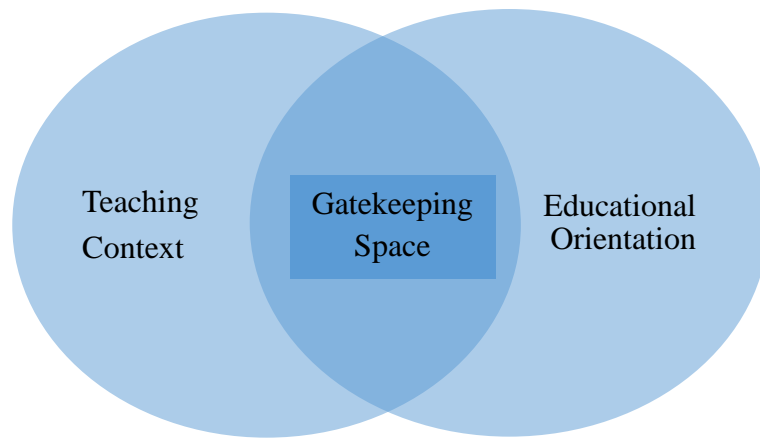 Teaching
Context
Gatekeeping
Space
Educational
Orientation